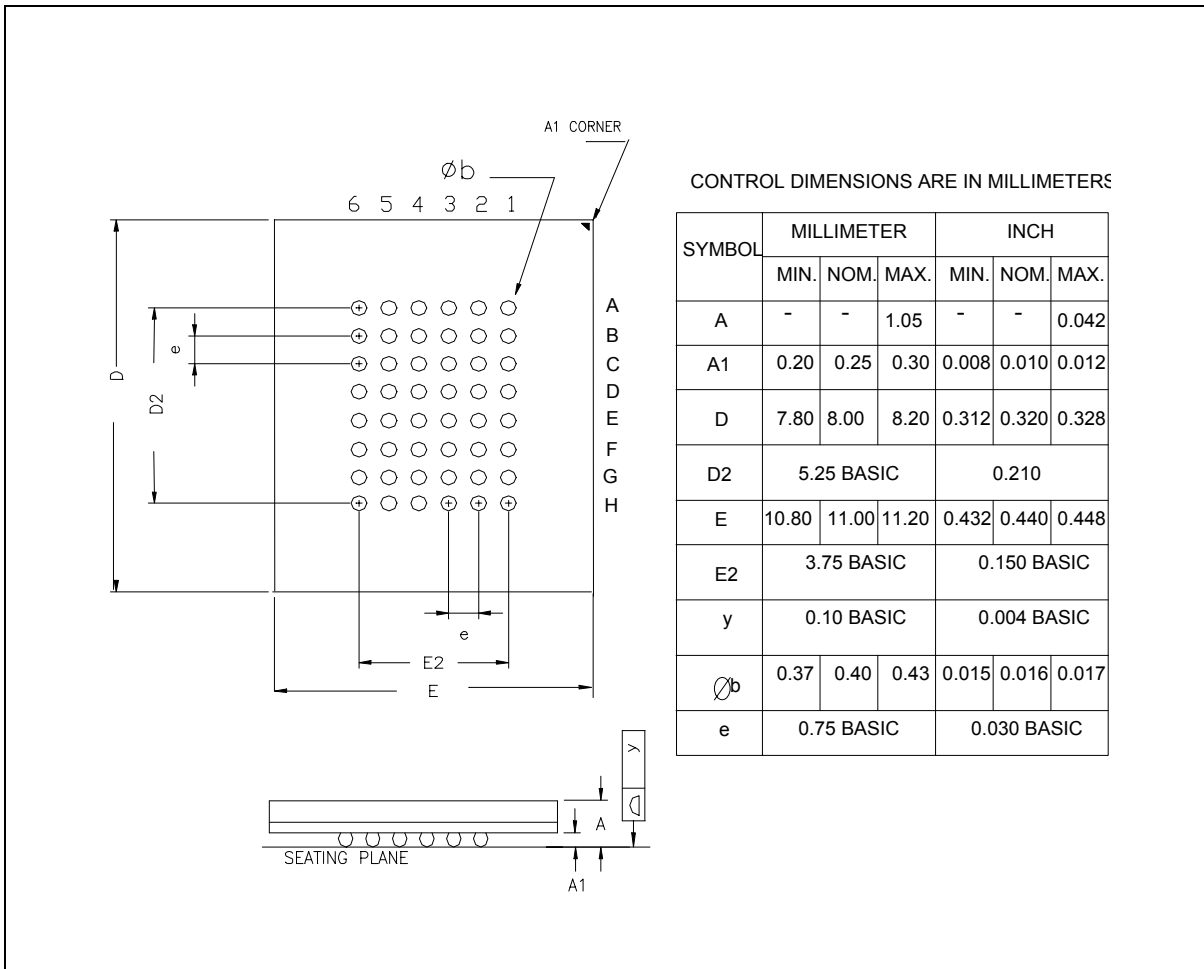 A1 CORNER
Øb
6 5 4 3 2 1
A
B
C
D
E
F
G
H
e
D
D2
e
E2
E
y
A
SEATING PLANE
A1
CONTROL DIMENSIONS ARE IN MILLIMETERS
SYMBOL MILLIMETER INCH
MIN. NOM. MAX. MIN. NOM. MAX.
A - - 1.05 - - 0.042
A1 0.20 0.25 0.30 0.008 0.010 0.012
D 7.80 8.00 8.20 0.312 0.320 0.328
D2 5.25 BASIC 0.210
E 10.80 11.00 11.20 0.432 0.440 0.448
E2 3.75 BASIC 0.150 BASIC
y 0.10 BASIC 0.004 BASIC
Øb 0.37 0.40 0.43 0.015 0.016 0.017
e 0.75 BASIC 0.030 BASIC